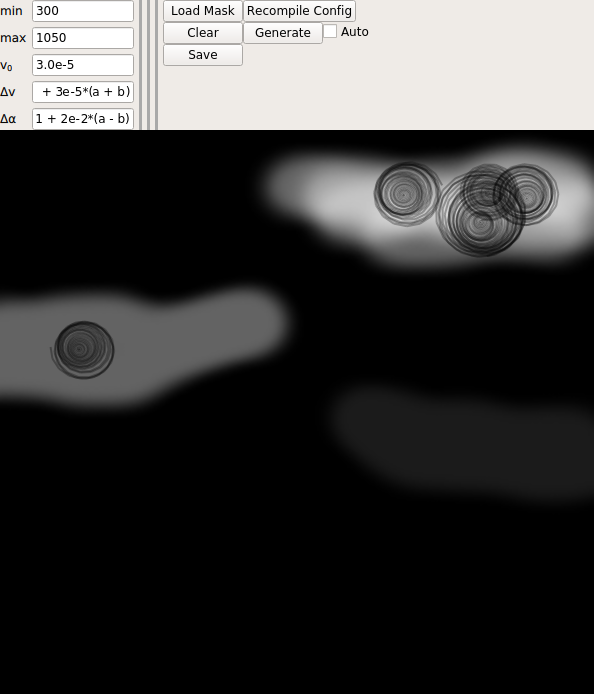 min 300 Load Mask Recompile Config
max 1050 Clear Generate Auto
v₀ 3.0e-5 Save
Δv + 3e-5*(a + b)
Δα 1 + 2e-2*(a - b)